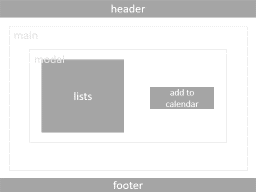 header
main
modal
lists
add to
calendar
footer